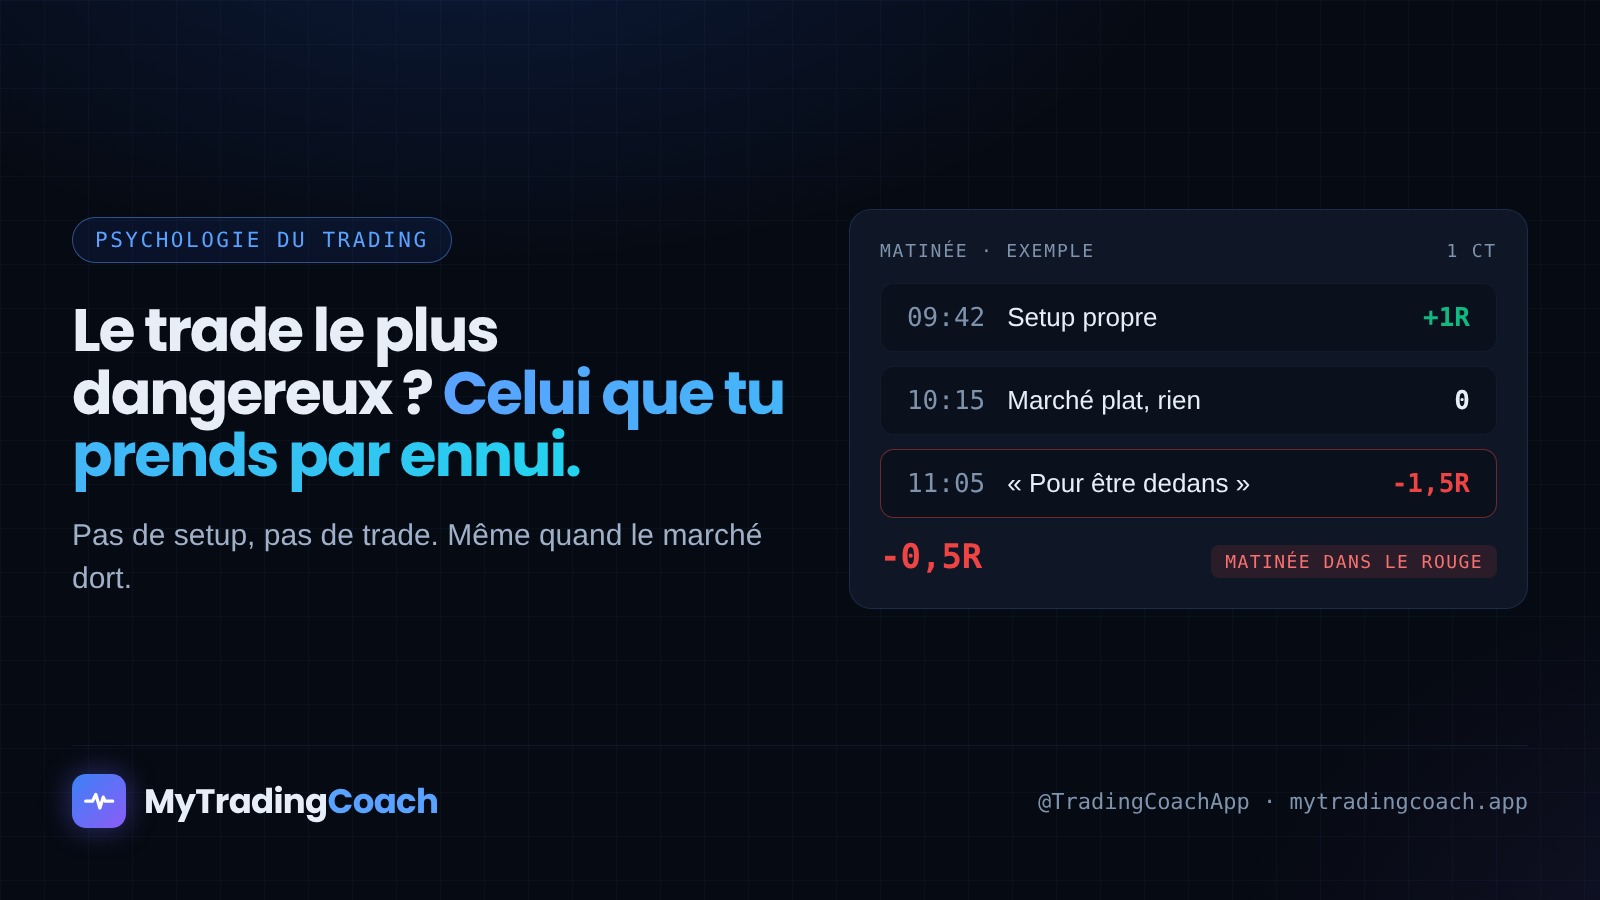 PSYCHOLOGIE DU TRADING
Le trade le plus
dangereux ? Celui que tu
prends par ennui.
Pas de setup, pas de trade. Même quand le marché
dort.
MATINÉE · EXEMPLE 1 CT
09:42 Setup propre +1R
10:15 Marché plat, rien 0
11:05 « Pour être dedans » -1,5R
-0,5R MATINÉE DANS LE ROUGE
MyTradingCoach
@TradingCoachApp · mytradingcoach.app